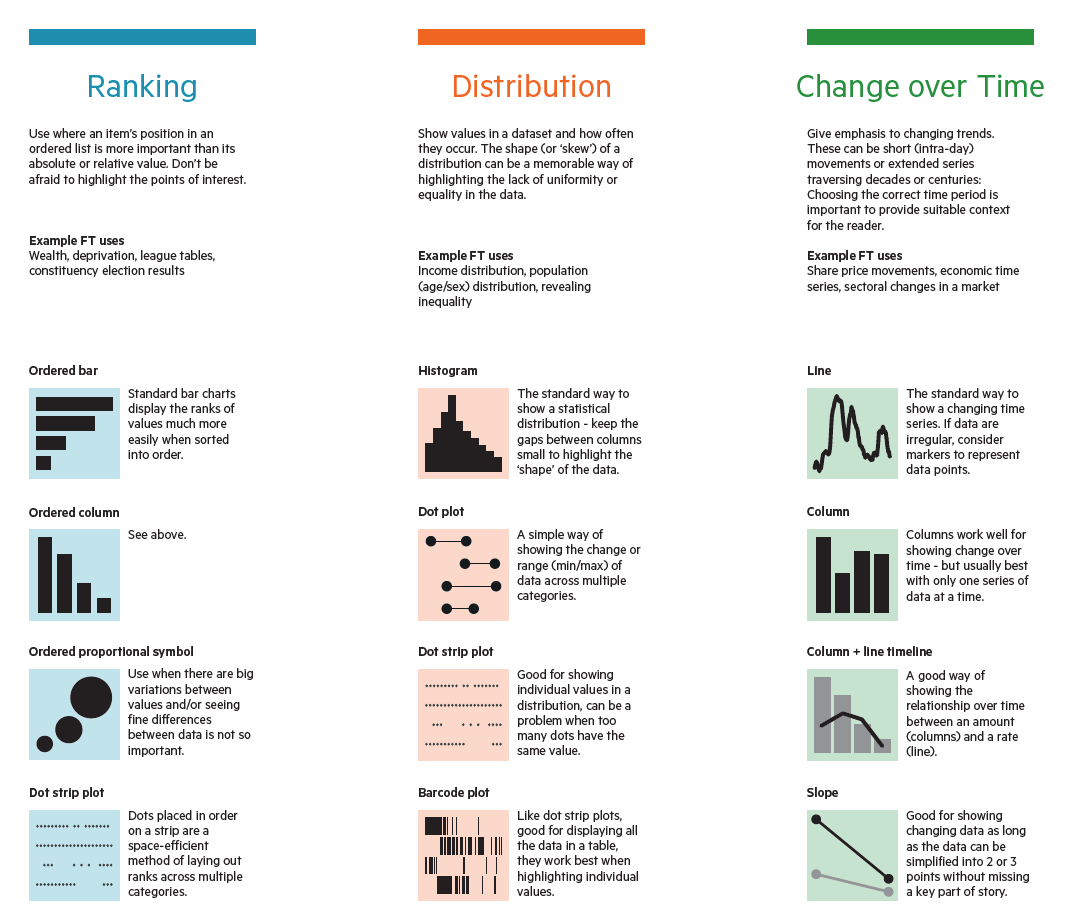 Ranking
Use where an item’s position in an
ordered list is more important than its
absolute or relative value. Don’t be
afraid to highlight the points of interest.
Example FT uses
Wealth, deprivation, league tables,
constituency election results
Ordered bar
Standard bar charts
display the ranks of
values much more
easily when sorted
into order.
Ordered column
See above.
Ordered proportional symbol
Use when there are big
variations between
values and/or seeing
fine differences
between data is not so
important.
Dot strip plot
Dots placed in order
on a strip are a
space-efficient
method of laying out
ranks across multiple
categories.
Distribution
Show values in a dataset and how often
they occur. The shape (or ‘skew’) of a
distribution can be a memorable way of
highlighting the lack of uniformity or
equality in the data.
Example FT uses
Income distribution, population
(age/sex) distribution, revealing
inequality
Histogram
The standard way to
show a statistical
distribution - keep the
gaps between columns
small to highlight the
‘shape’ of the data.
Dot plot
A simple way of
showing the change or
range (min/max) of
data across multiple
categories.
Dot strip plot
Good for showing
individual values in a
distribution, can be a
problem when too
many dots have the
same value.
Barcode plot
Like dot strip plots,
good for displaying all
the data in a table,
they work best when
highlighting individual
values.
Change over Time
Give emphasis to changing trends.
These can be short (intra-day)
movements or extended series
traversing decades or centuries:
Choosing the correct time period is
important to provide suitable context
for the reader.
Example FT uses
Share price movements, economic time
series, sectoral changes in a market
Line
The standard way to
show a changing time
series. If data are
irregular, consider
markers to represent
data points.
Column
Columns work well for
showing change over
time - but usually best
with only one series of
data at a time.
Column + line timeline
A good way of
showing the
relationship over time
between an amount
(columns) and a rate
(line).
Slope
Good for showing
changing data as long
as the data can be
simplified into 2 or 3
points without missing
a key part of story.